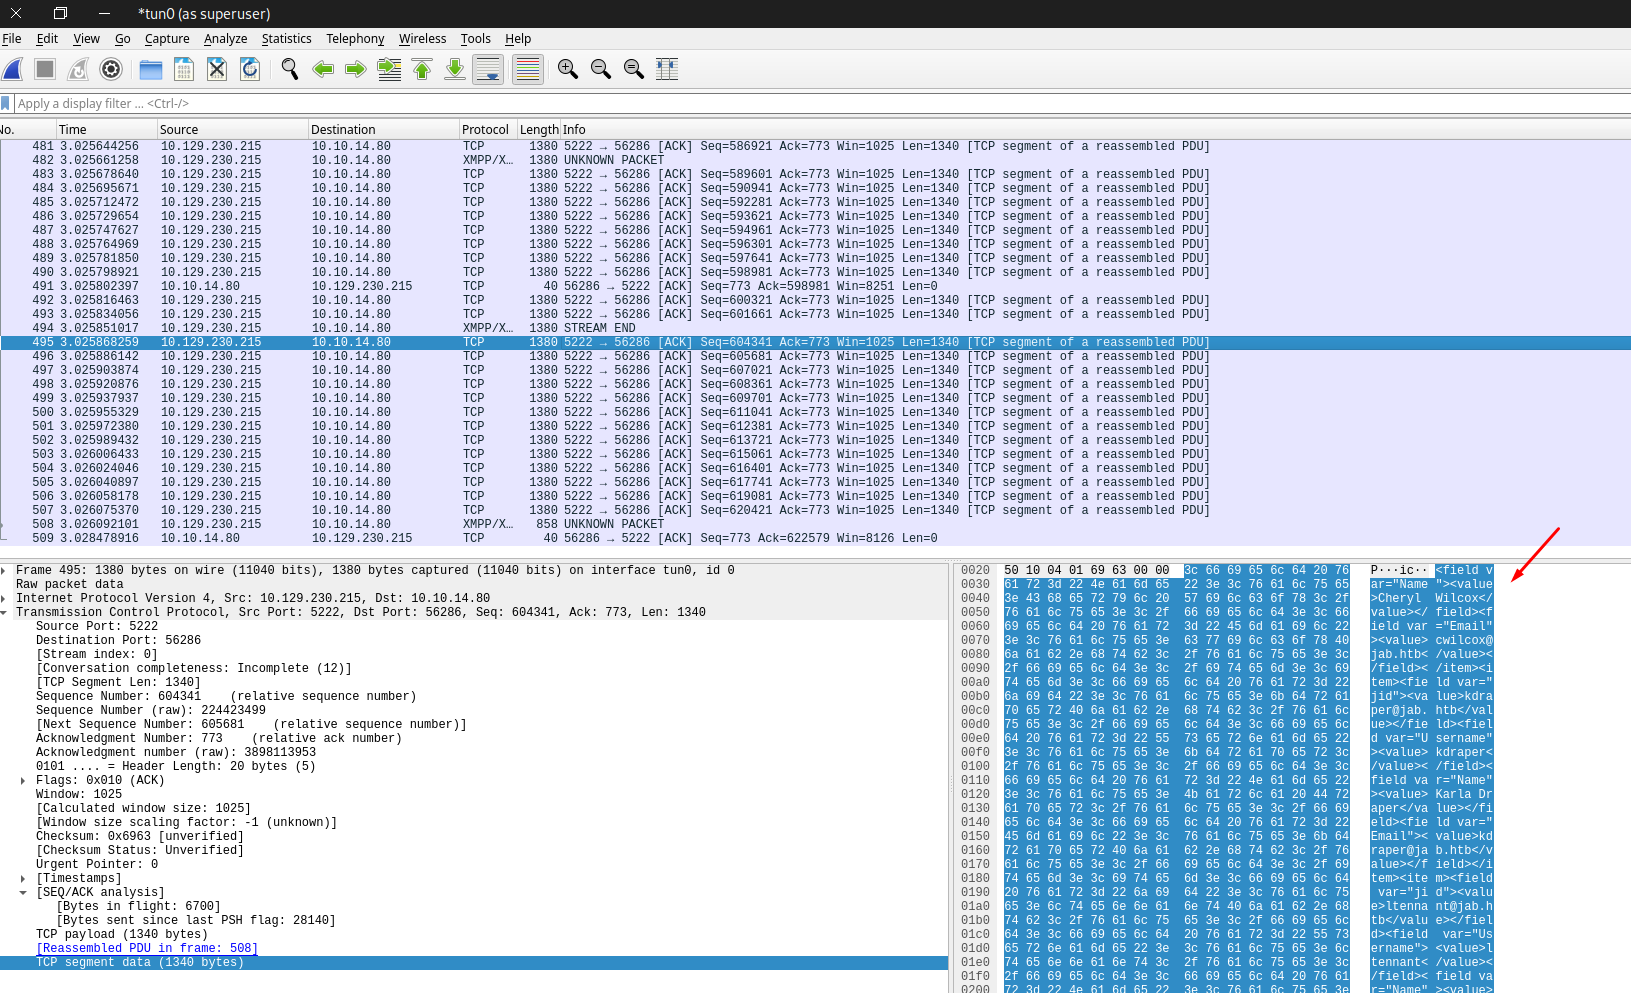 *tun0 (as superuser)
File Edit View Go Capture Analyze Statistics Telephony Wireless Tools Help
Apply a display filter ... <Ctrl-/>
No. Time Source Destination Protocol Length Info
481 3.025644256 10.129.230.215 10.10.14.80 TCP 1380 5222 → 56286 [ACK] Seq=586921 Ack=773 Win=1025 Len=1340 [TCP segment of a reassembled PDU]
482 3.025661258 10.129.230.215 10.10.14.80 XMPP/X… 1380 UNKNOWN PACKET
483 3.025678640 10.129.230.215 10.10.14.80 TCP 1380 5222 → 56286 [ACK] Seq=589601 Ack=773 Win=1025 Len=1340 [TCP segment of a reassembled PDU]
484 3.025695671 10.129.230.215 10.10.14.80 TCP 1380 5222 → 56286 [ACK] Seq=590941 Ack=773 Win=1025 Len=1340 [TCP segment of a reassembled PDU]
485 3.025712472 10.129.230.215 10.10.14.80 TCP 1380 5222 → 56286 [ACK] Seq=592281 Ack=773 Win=1025 Len=1340 [TCP segment of a reassembled PDU]
486 3.025729654 10.129.230.215 10.10.14.80 TCP 1380 5222 → 56286 [ACK] Seq=593621 Ack=773 Win=1025 Len=1340 [TCP segment of a reassembled PDU]
487 3.025747627 10.129.230.215 10.10.14.80 TCP 1380 5222 → 56286 [ACK] Seq=594961 Ack=773 Win=1025 Len=1340 [TCP segment of a reassembled PDU]
488 3.025764969 10.129.230.215 10.10.14.80 TCP 1380 5222 → 56286 [ACK] Seq=596301 Ack=773 Win=1025 Len=1340 [TCP segment of a reassembled PDU]
489 3.025781850 10.129.230.215 10.10.14.80 TCP 1380 5222 → 56286 [ACK] Seq=597641 Ack=773 Win=1025 Len=1340 [TCP segment of a reassembled PDU]
490 3.025798921 10.129.230.215 10.10.14.80 TCP 1380 5222 → 56286 [ACK] Seq=598981 Ack=773 Win=1025 Len=1340 [TCP segment of a reassembled PDU]
491 3.025802397 10.10.14.80 10.129.230.215 TCP 40 56286 → 5222 [ACK] Seq=773 Ack=598981 Win=8251 Len=0
492 3.025816463 10.129.230.215 10.10.14.80 TCP 1380 5222 → 56286 [ACK] Seq=600321 Ack=773 Win=1025 Len=1340 [TCP segment of a reassembled PDU]
493 3.025834056 10.129.230.215 10.10.14.80 TCP 1380 5222 → 56286 [ACK] Seq=601661 Ack=773 Win=1025 Len=1340 [TCP segment of a reassembled PDU]
494 3.025851017 10.129.230.215 10.10.14.80 XMPP/X… 1380 STREAM END
495 3.025868259 10.129.230.215 10.10.14.80 TCP 1380 5222 → 56286 [ACK] Seq=604341 Ack=773 Win=1025 Len=1340 [TCP segment of a reassembled PDU]
496 3.025886142 10.129.230.215 10.10.14.80 TCP 1380 5222 → 56286 [ACK] Seq=605681 Ack=773 Win=1025 Len=1340 [TCP segment of a reassembled PDU]
497 3.025903874 10.129.230.215 10.10.14.80 TCP 1380 5222 → 56286 [ACK] Seq=607021 Ack=773 Win=1025 Len=1340 [TCP segment of a reassembled PDU]
498 3.025920876 10.129.230.215 10.10.14.80 TCP 1380 5222 → 56286 [ACK] Seq=608361 Ack=773 Win=1025 Len=1340 [TCP segment of a reassembled PDU]
499 3.025937937 10.129.230.215 10.10.14.80 TCP 1380 5222 → 56286 [ACK] Seq=609701 Ack=773 Win=1025 Len=1340 [TCP segment of a reassembled PDU]
500 3.025955329 10.129.230.215 10.10.14.80 TCP 1380 5222 → 56286 [ACK] Seq=611041 Ack=773 Win=1025 Len=1340 [TCP segment of a reassembled PDU]
501 3.025972380 10.129.230.215 10.10.14.80 TCP 1380 5222 → 56286 [ACK] Seq=612381 Ack=773 Win=1025 Len=1340 [TCP segment of a reassembled PDU]
502 3.025989432 10.129.230.215 10.10.14.80 TCP 1380 5222 → 56286 [ACK] Seq=613721 Ack=773 Win=1025 Len=1340 [TCP segment of a reassembled PDU]
503 3.026006433 10.129.230.215 10.10.14.80 TCP 1380 5222 → 56286 [ACK] Seq=615061 Ack=773 Win=1025 Len=1340 [TCP segment of a reassembled PDU]
504 3.026024046 10.129.230.215 10.10.14.80 TCP 1380 5222 → 56286 [ACK] Seq=616401 Ack=773 Win=1025 Len=1340 [TCP segment of a reassembled PDU]
505 3.026040897 10.129.230.215 10.10.14.80 TCP 1380 5222 → 56286 [ACK] Seq=617741 Ack=773 Win=1025 Len=1340 [TCP segment of a reassembled PDU]
506 3.026058178 10.129.230.215 10.10.14.80 TCP 1380 5222 → 56286 [ACK] Seq=619081 Ack=773 Win=1025 Len=1340 [TCP segment of a reassembled PDU]
507 3.026075370 10.129.230.215 10.10.14.80 TCP 1380 5222 → 56286 [ACK] Seq=620421 Ack=773 Win=1025 Len=1340 [TCP segment of a reassembled PDU]
508 3.026092101 10.129.230.215 10.10.14.80 XMPP/X… 858 UNKNOWN PACKET
509 3.028478916 10.10.14.80 10.129.230.215 TCP 40 56286 → 5222 [ACK] Seq=773 Ack=622579 Win=8126 Len=0
Frame 495: 1380 bytes on wire (11040 bits), 1380 bytes captured (11040 bits) on interface tun0, id 0
Raw packet data
Internet Protocol Version 4, Src: 10.129.230.215, Dst: 10.10.14.80
Transmission Control Protocol, Src Port: 5222, Dst Port: 56286, Seq: 604341, Ack: 773, Len: 1340
Source Port: 5222
Destination Port: 56286
[Stream index: 0]
[Conversation completeness: Incomplete (12)]
[TCP Segment Len: 1340]
Sequence Number: 604341 (relative sequence number)
Sequence Number (raw): 224423499
[Next Sequence Number: 605681 (relative sequence number)]
Acknowledgment Number: 773 (relative ack number)
Acknowledgment number (raw): 3898113953
0101 .... = Header Length: 20 bytes (5)
Flags: 0x010 (ACK)
Window: 1025
[Calculated window size: 1025]
[Window size scaling factor: -1 (unknown)]
Checksum: 0x6963 [unverified]
[Checksum Status: Unverified]
Urgent Pointer: 0
[Timestamps]
[SEQ/ACK analysis]
[Bytes in flight: 6700]
[Bytes sent since last PSH flag: 28140]
TCP payload (1340 bytes)
[Reassembled PDU in frame: 508]
TCP segment data (1340 bytes)
0020 50 10 04 01 69 63 00 00 3c 66 69 65 6c 64 20 76 P···ic·· <field v
0030 61 72 3d 22 4e 61 6d 65 22 3e 3c 76 61 6c 75 65 ar="Name "><value
0040 3e 43 68 65 72 79 6c 20 57 69 6c 63 6f 78 3c 2f >Cheryl Wilcox</
0050 76 61 6c 75 65 3e 3c 2f 66 69 65 6c 64 3e 3c 66 value></ field><f
0060 69 65 6c 64 20 76 61 72 3d 22 45 6d 61 69 6c 22 ield var ="Email"
0070 3e 3c 76 61 6c 75 65 3e 63 77 69 6c 63 6f 78 40 ><value> cwilcox@
0080 6a 61 62 2e 68 74 62 3c 2f 76 61 6c 75 65 3e 3c jab.htb< /value><
0090 2f 66 69 65 6c 64 3e 3c 2f 69 74 65 6d 3e 3c 69 /field>< /item><i
00a0 74 65 6d 3e 3c 66 69 65 6c 64 20 76 61 72 3d 22 tem><fie ld var="
00b0 6a 69 64 22 3e 3c 76 61 6c 75 65 3e 6b 64 72 61 jid"><va lue>kdra
00c0 70 65 72 40 6a 61 62 2e 68 74 62 3c 2f 76 61 6c per@jab. htb</val
00d0 75 65 3e 3c 2f 66 69 65 6c 64 3e 3c 66 69 65 6c ue></fie ld><fiel
00e0 64 20 76 61 72 3d 22 55 73 65 72 6e 61 6d 65 22 d var="U sername"
00f0 3e 3c 76 61 6c 75 65 3e 6b 64 72 61 70 65 72 3c ><value> kdraper<
0100 2f 76 61 6c 75 65 3e 3c 2f 66 69 65 6c 64 3e 3c /value>< /field><
0110 66 69 65 6c 64 20 76 61 72 3d 22 4e 61 6d 65 22 field va r="Name"
0120 3e 3c 76 61 6c 75 65 3e 4b 61 72 6c 61 20 44 72 ><value> Karla Dr
0130 61 70 65 72 3c 2f 76 61 6c 75 65 3e 3c 2f 66 69 aper</va lue></fi
0140 65 6c 64 3e 3c 66 69 65 6c 64 20 76 61 72 3d 22 eld><fie ld var="
0150 45 6d 61 69 6c 22 3e 3c 76 61 6c 75 65 3e 6b 64 Email">< value>kd
0160 72 61 70 65 72 40 6a 61 62 2e 68 74 62 3c 2f 76 raper@ja b.htb</v
0170 61 6c 75 65 3e 3c 2f 66 69 65 6c 64 3e 3c 2f 69 alue></f ield></i
0180 74 65 6d 3e 3c 69 74 65 6d 3e 3c 66 69 65 6c 64 tem><ite m><field
0190 20 76 61 72 3d 22 6a 69 64 22 3e 3c 76 61 6c 75 var="ji d"><valu
01a0 65 3e 6c 74 65 6e 6e 61 6e 74 40 6a 61 62 2e 68 e>ltenna nt@jab.h
01b0 74 62 3c 2f 76 61 6c 75 65 3e 3c 2f 66 69 65 6c tb</valu e></fiel
01c0 64 3e 3c 66 69 65 6c 64 20 76 61 72 3d 22 55 73 d><field var="Us
01d0 65 72 6e 61 6d 65 22 3e 3c 76 61 6c 75 65 3e 6c ername"> <value>l
01e0 74 65 6e 6e 61 6e 74 3c 2f 76 61 6c 75 65 3e 3c tennant< /value><
01f0 2f 66 69 65 6c 64 3e 3c 66 69 65 6c 64 20 76 61 /field>< field va
0200 72 3d 22 4e 61 6d 65 22 3e 3c 76 61 6c 75 65 3e r="Name" ><value>